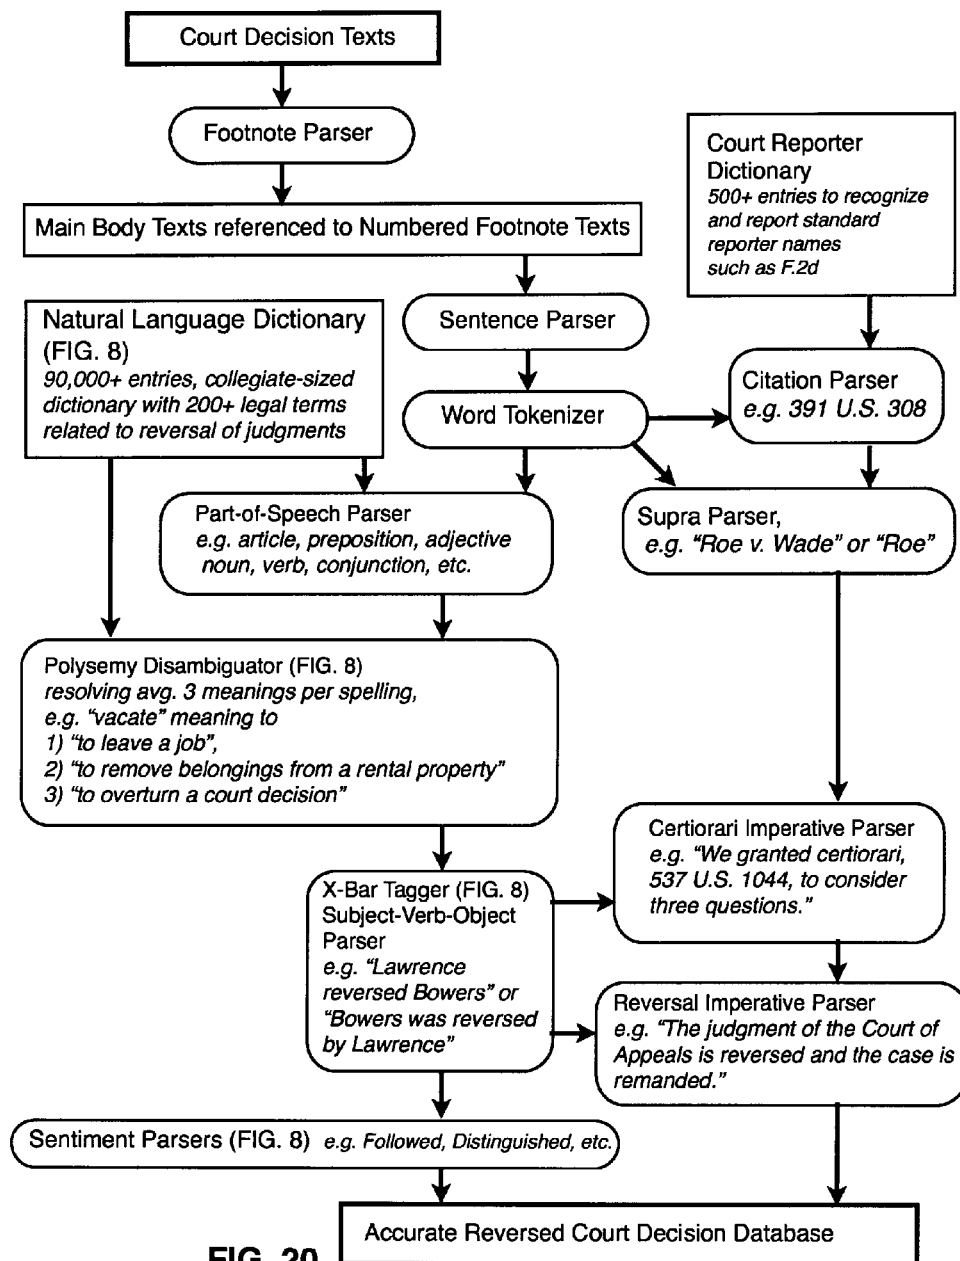 Court Decision Texts
Footnote Parser
Main Body Texts referenced to Numbered Footnote Texts
Court Reporter
Dictionary
500+ entries to recognize
and report standard
reporter names
such as F.2d
Natural Language Dictionary
(FIG. 8)
90,000+ entries, collegiate-sized
dictionary with 200+ legal terms
related to reversal of judgments
Sentence Parser
Word Tokenizer
Citation Parser
e.g. 391 U.S. 308
Part-of-Speech Parser
e.g. article, preposition, adjective
noun, verb, conjunction, etc.
Supra Parser,
e.g. “Roe v. Wade” or “Roe”
Polysemy Disambiguator (FIG. 8)
resolving avg. 3 meanings per spelling,
e.g. “vacate” meaning to
1) “to leave a job”,
2) “to remove belongings from a rental property”
3) “to overturn a court decision”
Certiorari Imperative Parser
e.g. “We granted certiorari,
537 U.S. 1044, to consider
three questions.”
X-Bar Tagger (FIG. 8)
Subject-Verb-Object
Parser
e.g. “Lawrence
reversed Bowers” or
“Bowers was reversed
by Lawrence”
Reversal Imperative Parser
e.g. “The judgment of the Court of
Appeals is reversed and the case is
remanded.”
Sentiment Parsers (FIG. 8) e.g. Followed, Distinguished, etc.
Accurate Reversed Court Decision Database
FIG. 20